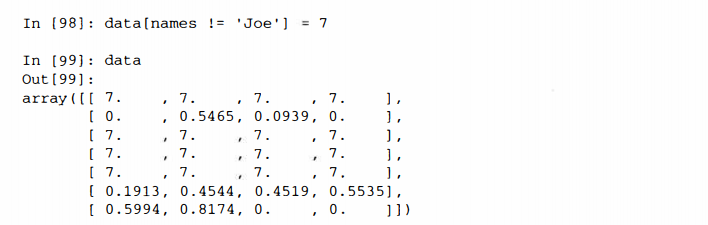 In [98]: data[names != 'Joe'] = 7
In [99]: data
Out[99]:
array([[ 7.    , 7.    , 7.    , 7.    ],
[ 0.    , 0.5465, 0.0939, 0.    ],
[ 7.    , 7.    , 7.    , 7.    ],
[ 7.    , 7.    , 7.    , 7.    ],
[ 7.    , 7.    , 7.    , 7.    ],
[ 0.1913, 0.4544, 0.4519, 0.5535],
[ 0.5994, 0.8174, 0.    , 0.    ]])